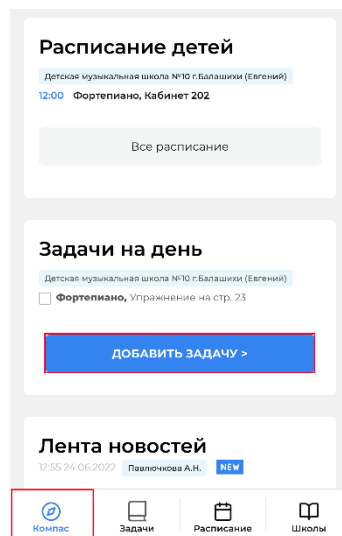 Расписание детей
Детская музыкальная школа №10 г.Балашихи (Евгений)
12:00 Фортепиано, Кабинет 202
Все расписание
Задачи на день
Детская музыкальная школа №10 г.Балашихи (Евгений)
Фортепиано, Упражнение на стр. 23
ДОБАВИТЬ ЗАДАЧУ >
Лента новостей
12:55 24.06.2022 Павлючкова А.Н. NEW
Компас Задачи Расписание Школы